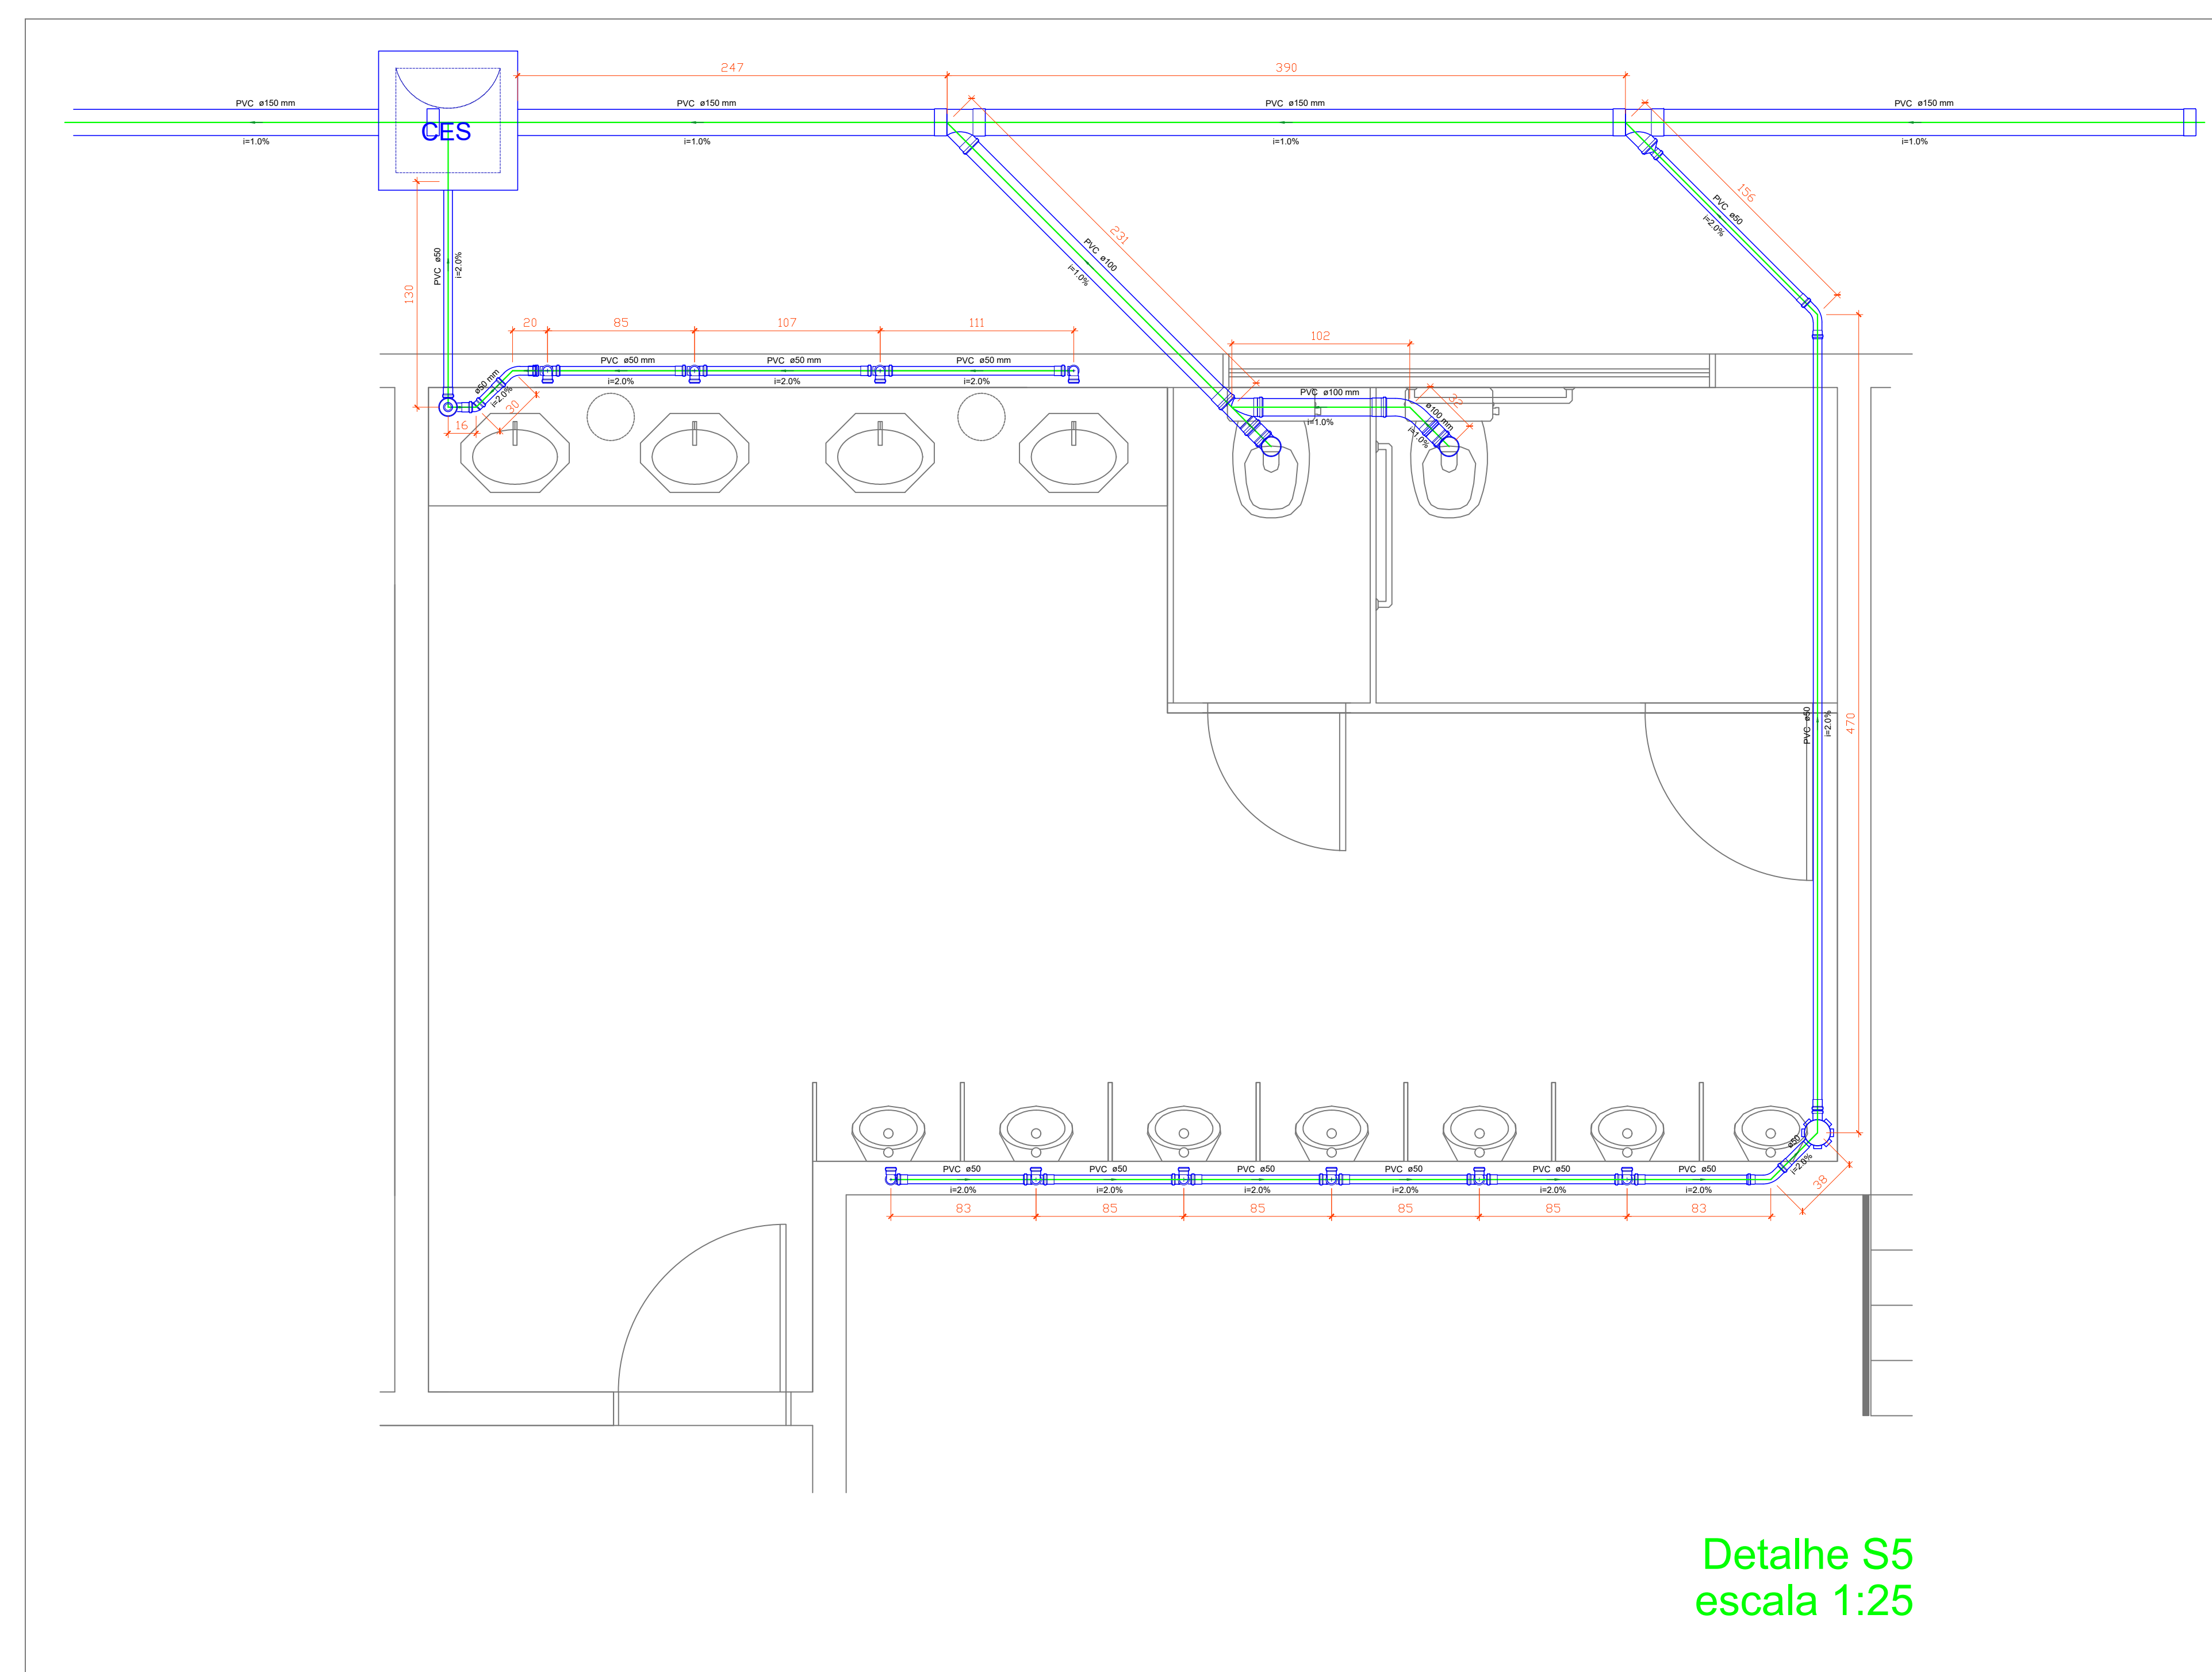 247
390
PVC ø150 mm
PVC ø150 mm
PVC ø150 mm
PVC ø150 mm
CES
i=1.0%
i=1.0%
i=1.0%
i=1.0%
156
PVC ø50
i=2.0%
231
PVC ø100
i=1.0%
PVC ø50
i=2.0%
130
20
85
107
111
102
PVC ø50 mm
PVC ø50 mm
PVC ø50 mm
i=2.0%
i=2.0%
i=2.0%
ø50 mm
i=2.0%
30
16
PVC ø100 mm
i=1.0%
32
ø100 mm
i=1.0%
PVC ø50
i=2.0%
470
ø50
i=2.0%
38
PVC ø50
PVC ø50
PVC ø50
PVC ø50
PVC ø50
PVC ø50
i=2.0%
i=2.0%
i=2.0%
i=2.0%
i=2.0%
i=2.0%
83
85
85
85
85
83
Detalhe S5
escala 1:25